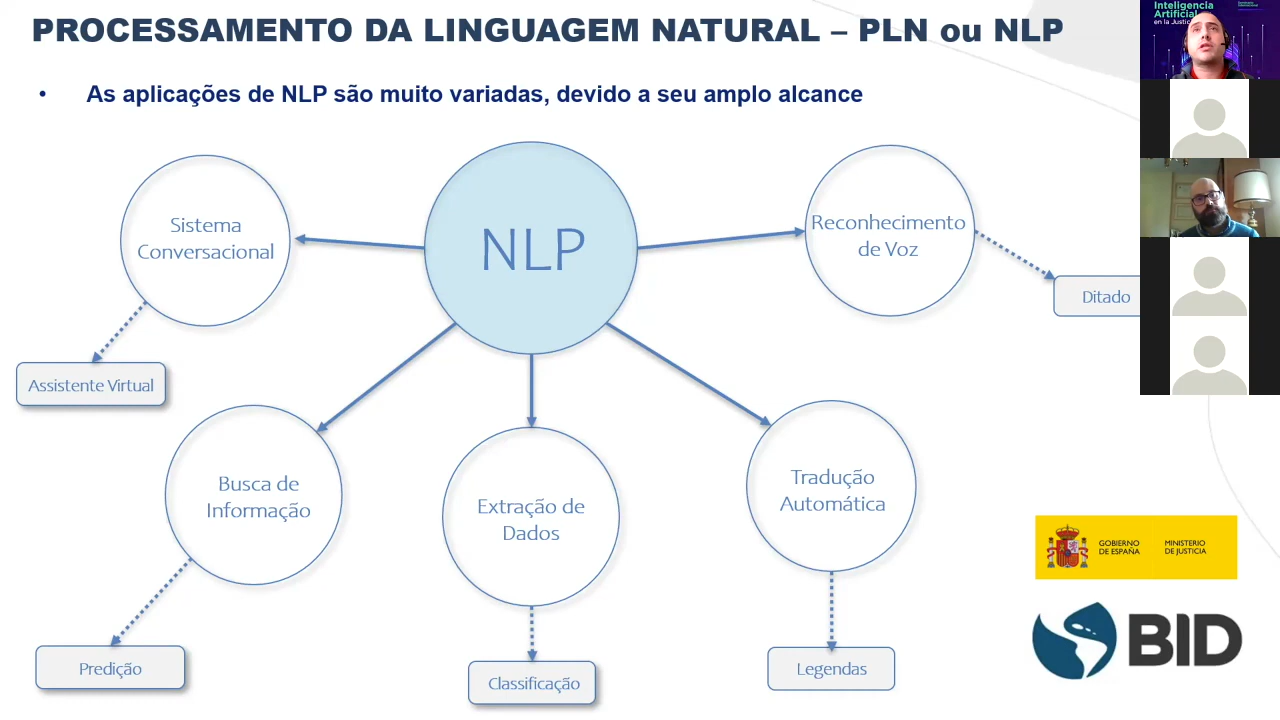 PROCESSAMENTO DA LINGUAGEM NATURAL – PLN ou NLP
Inteligencia
Artificial
en la Justicia
• As aplicações de NLP são muito variadas, devido a seu amplo alcance
Sistema
Conversacional
NLP
Reconhecimento
de Voz
Ditado
Assistente Virtual
Busca de
Informação
Extração de
Dados
Tradução
Automática
GOBIERNO
DE ESPAÑA
MINISTERIO
DE JUSTICIA
BID
Predição
Classificação
Legendas